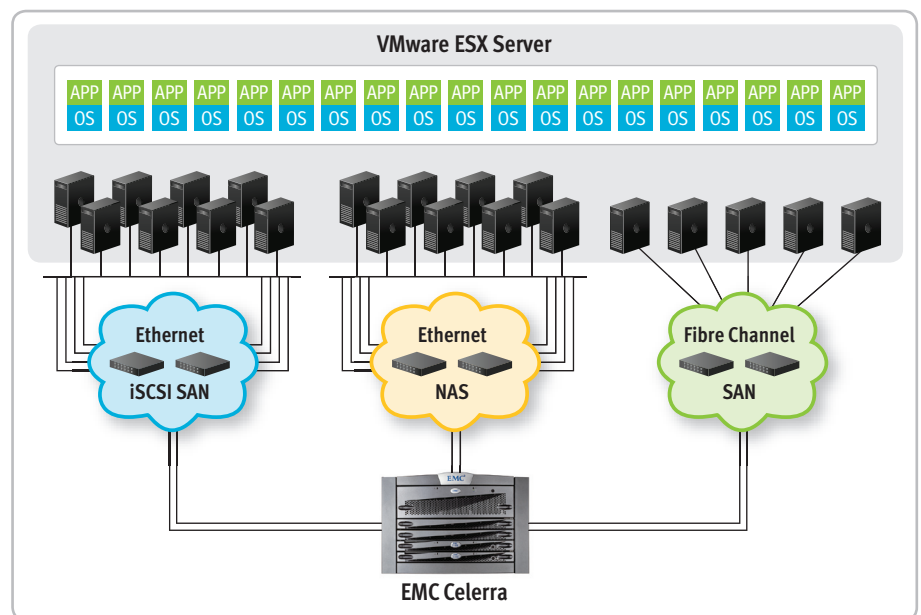 VMware ESX Server
APP APP APP APP APP APP APP APP APP APP APP APP APP APP APP APP APP APP APP
OS OS OS OS OS OS OS OS OS OS OS OS OS OS OS OS OS OS OS
Ethernet
iSCSI SAN
Ethernet
NAS
Fibre Channel
SAN
EMC²
EMC Celerra